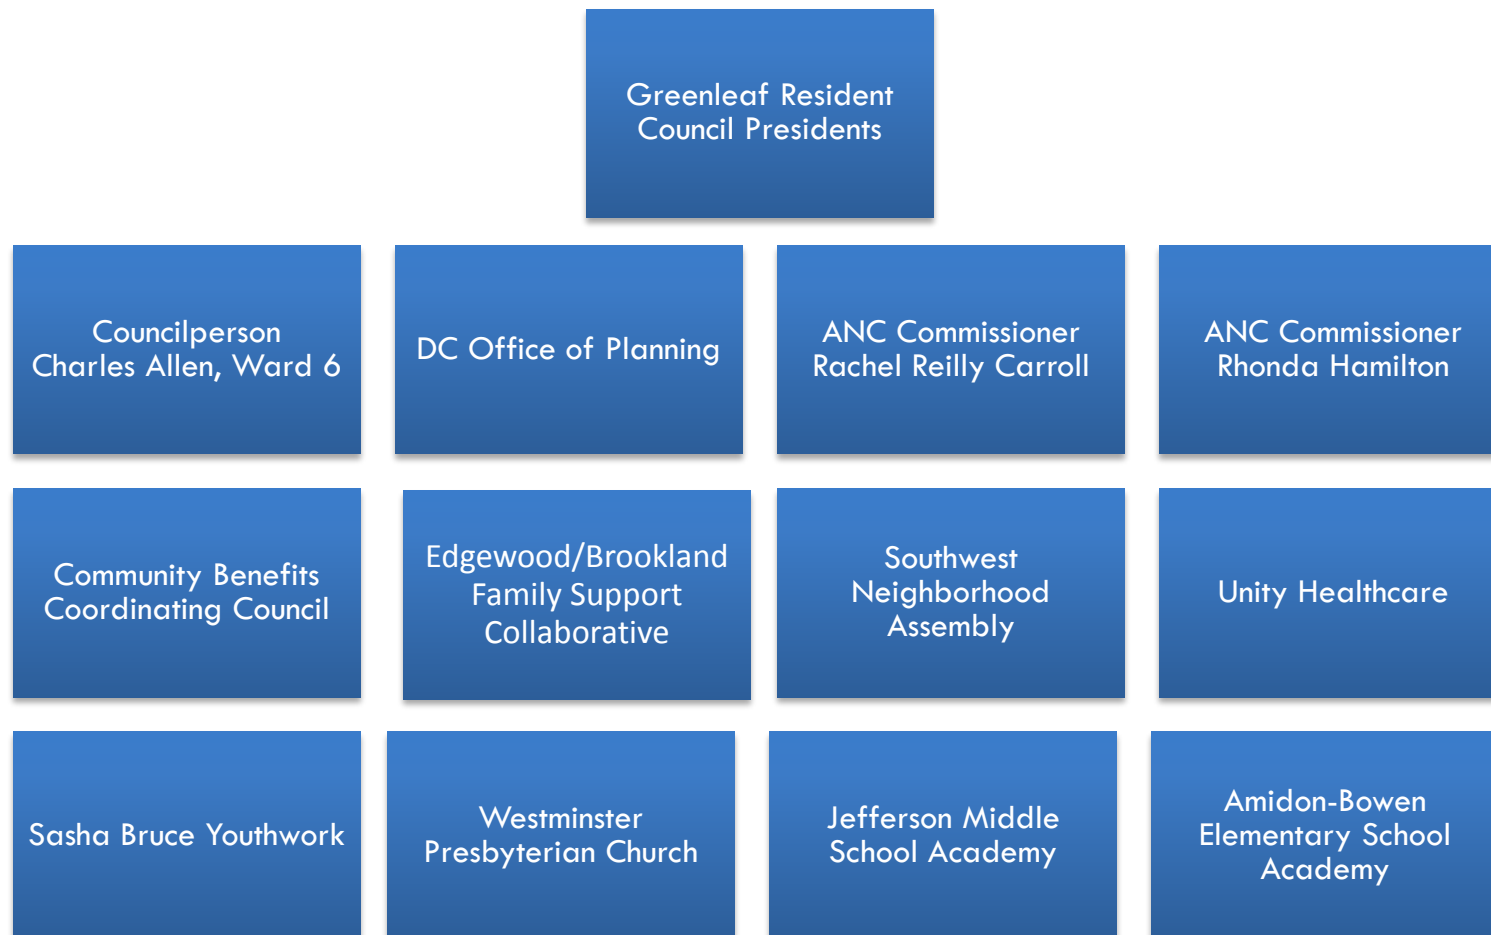 Greenleaf Resident
Council Presidents
Councilperson
Charles Allen, Ward 6
DC Office of Planning
ANC Commissioner
Rachel Reilly Carroll
ANC Commissioner
Rhonda Hamilton
Community Benefits
Coordinating Council
Edgewood/Brookland
Family Support
Collaborative
Southwest
Neighborhood
Assembly
Unity Healthcare
Sasha Bruce Youthwork
Westminster
Presbyterian Church
Jefferson Middle
School Academy
Amidon-Bowen
Elementary School
Academy